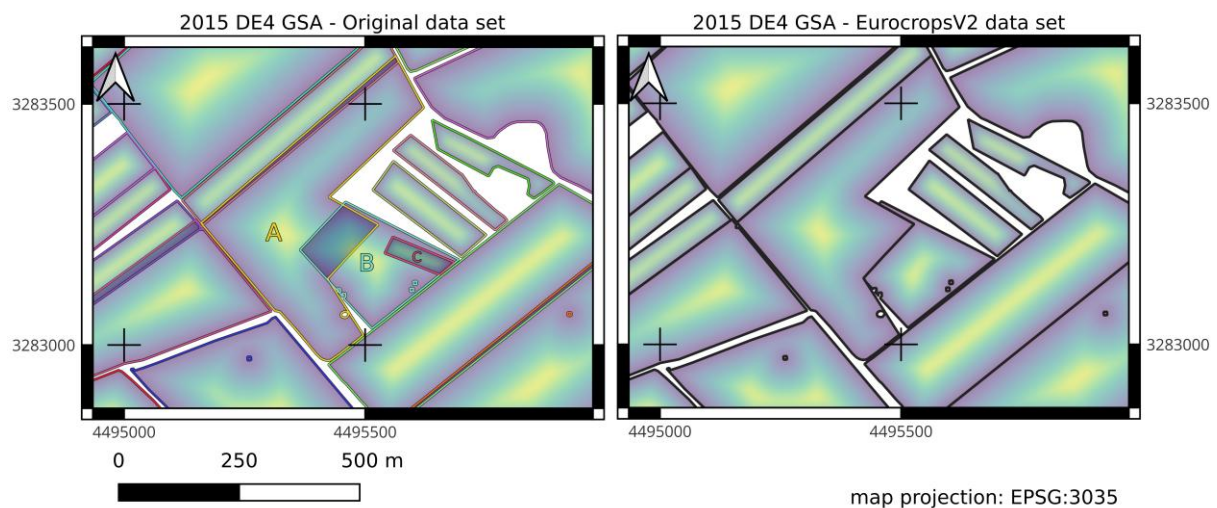 2015 DE4 GSA - Original data set
2015 DE4 GSA - EurocropsV2 data set
3283500
3283500
A
B
C
3283000
3283000
4495000
4495500
4495000
4495500
0
250
500 m
map projection: EPSG:3035